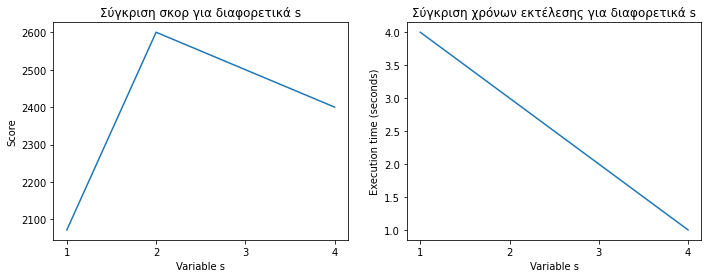 Σύγκριση σκορ για διαφορετικά s
Score
2600
2500
2400
2300
2200
2100
1 2 3 4
Variable s
Σύγκριση χρόνων εκτέλεσης για διαφορετικά s
Execution time (seconds)
4.0
3.5
3.0
2.5
2.0
1.5
1.0
1 2 3 4
Variable s